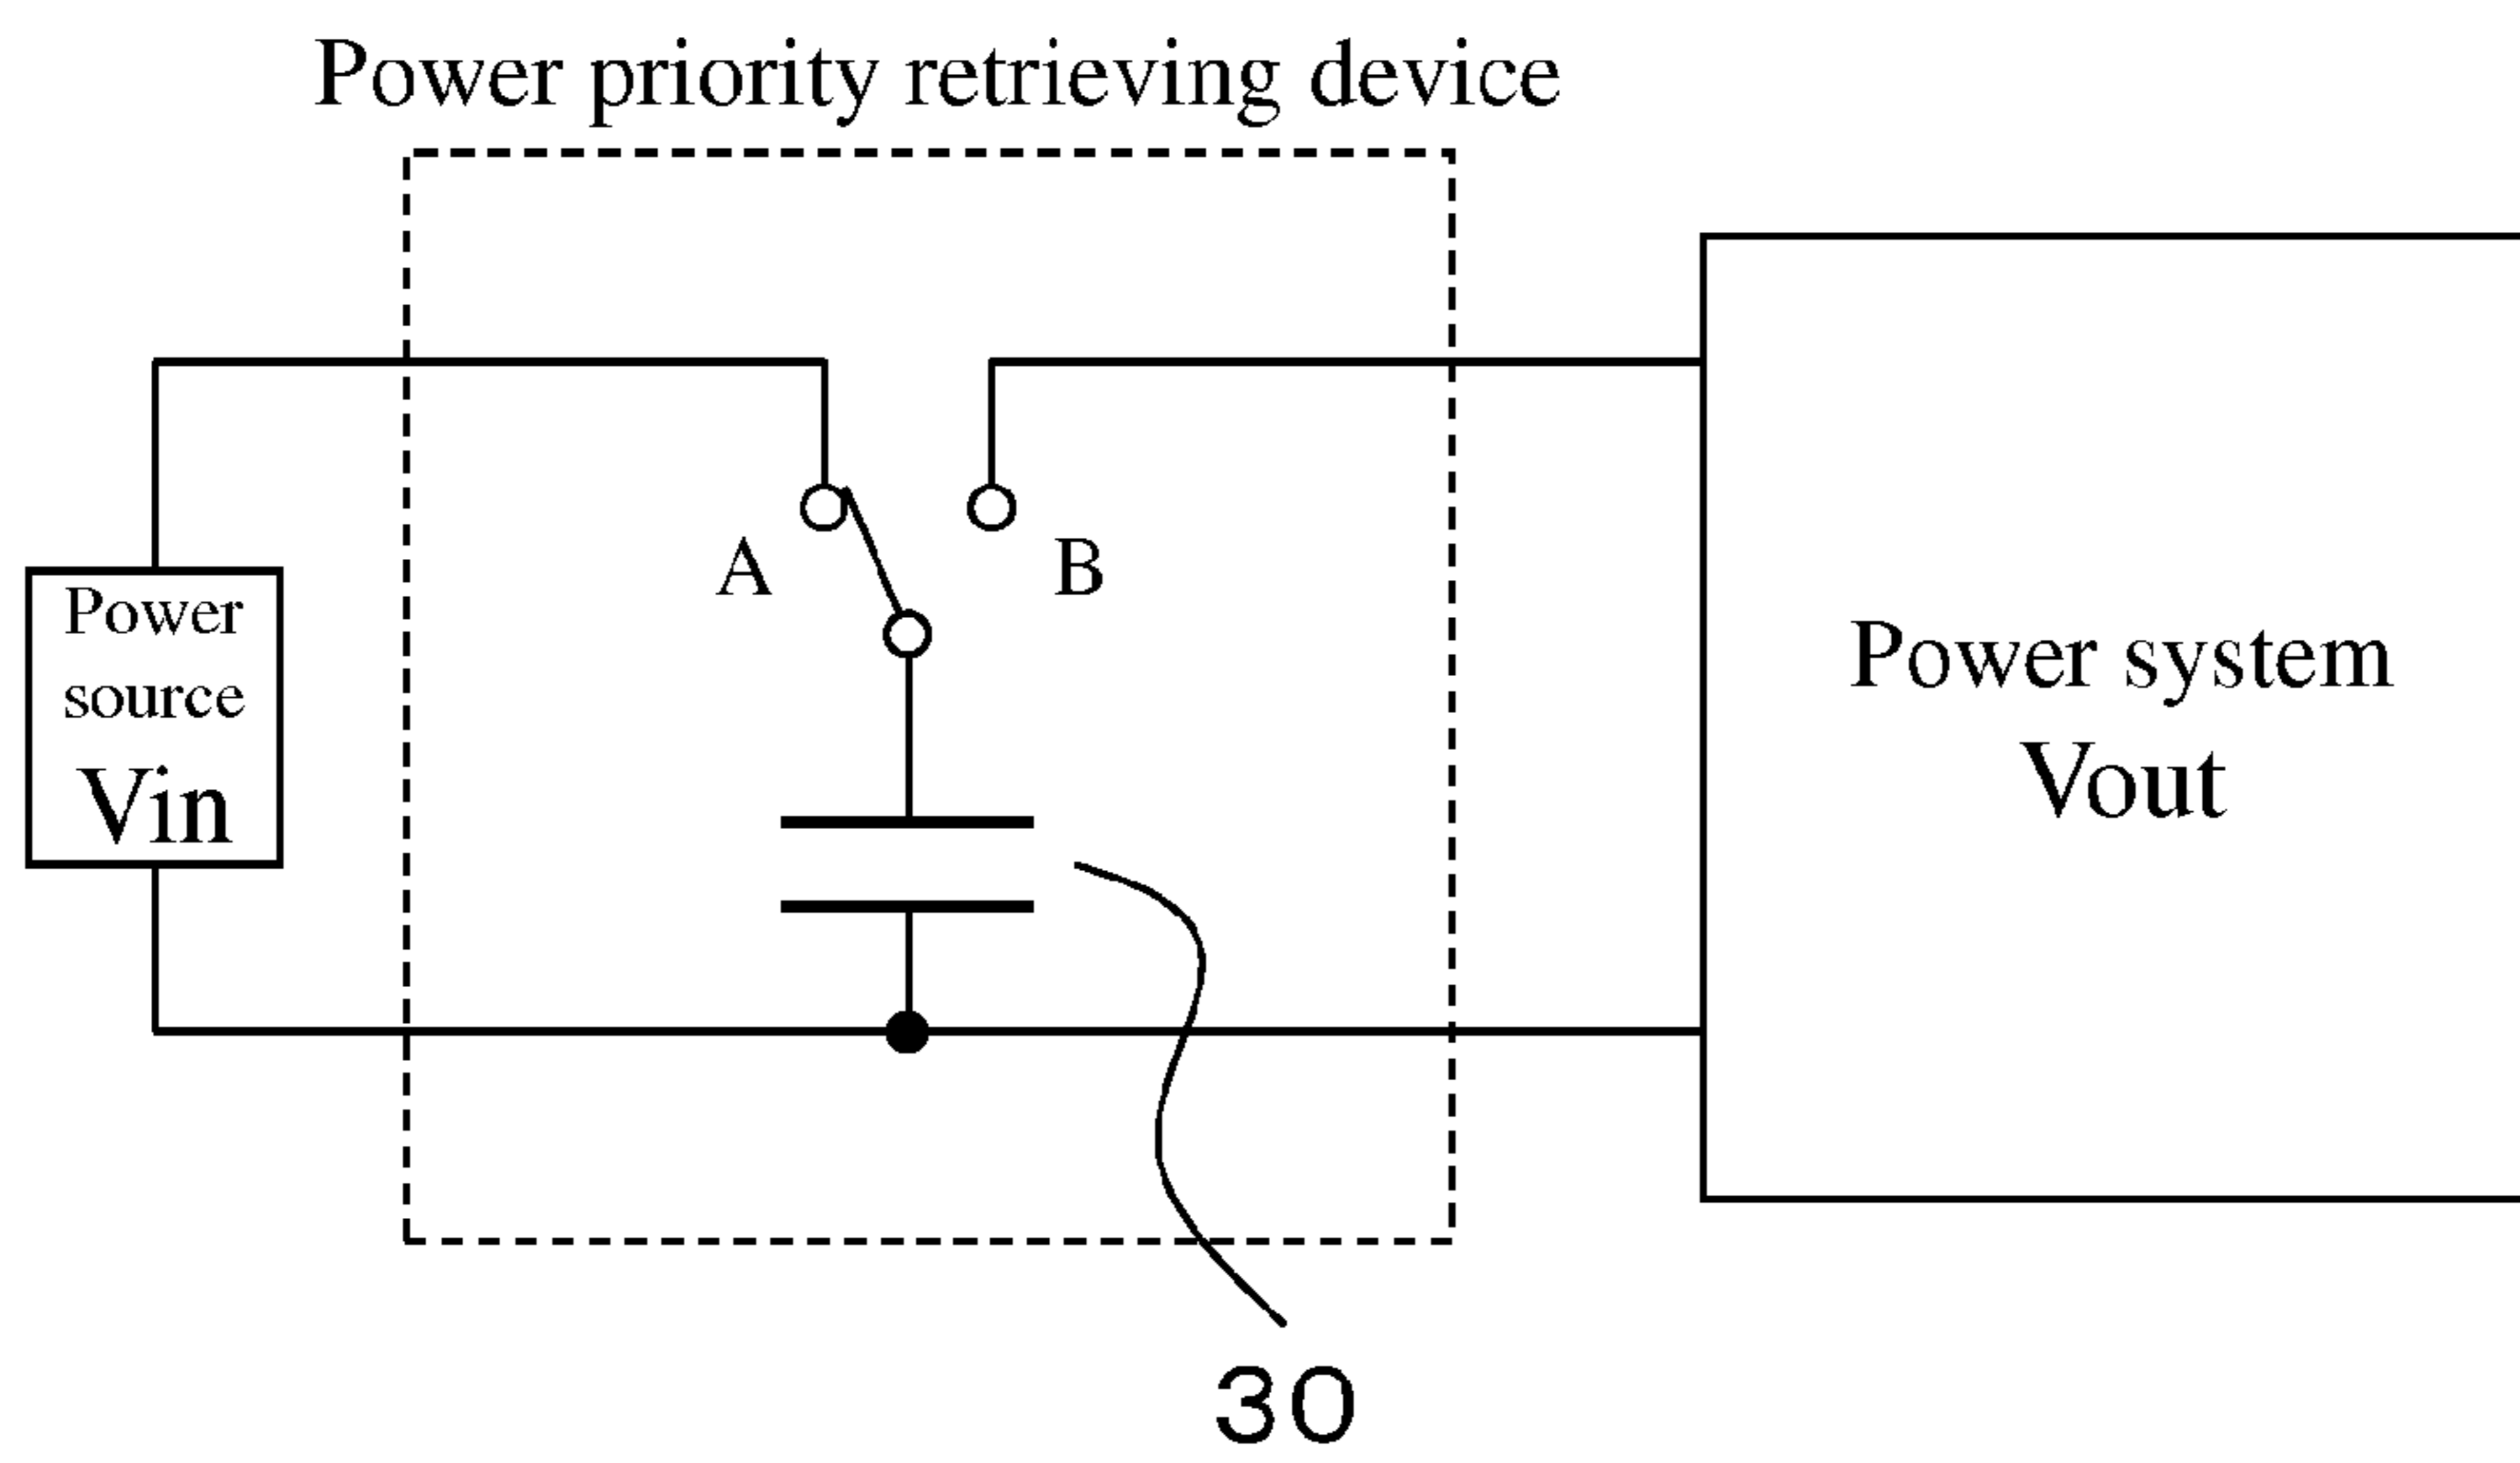 Power priority retrieving device
A
B
Power
source
Vin
Power system
Vout
30